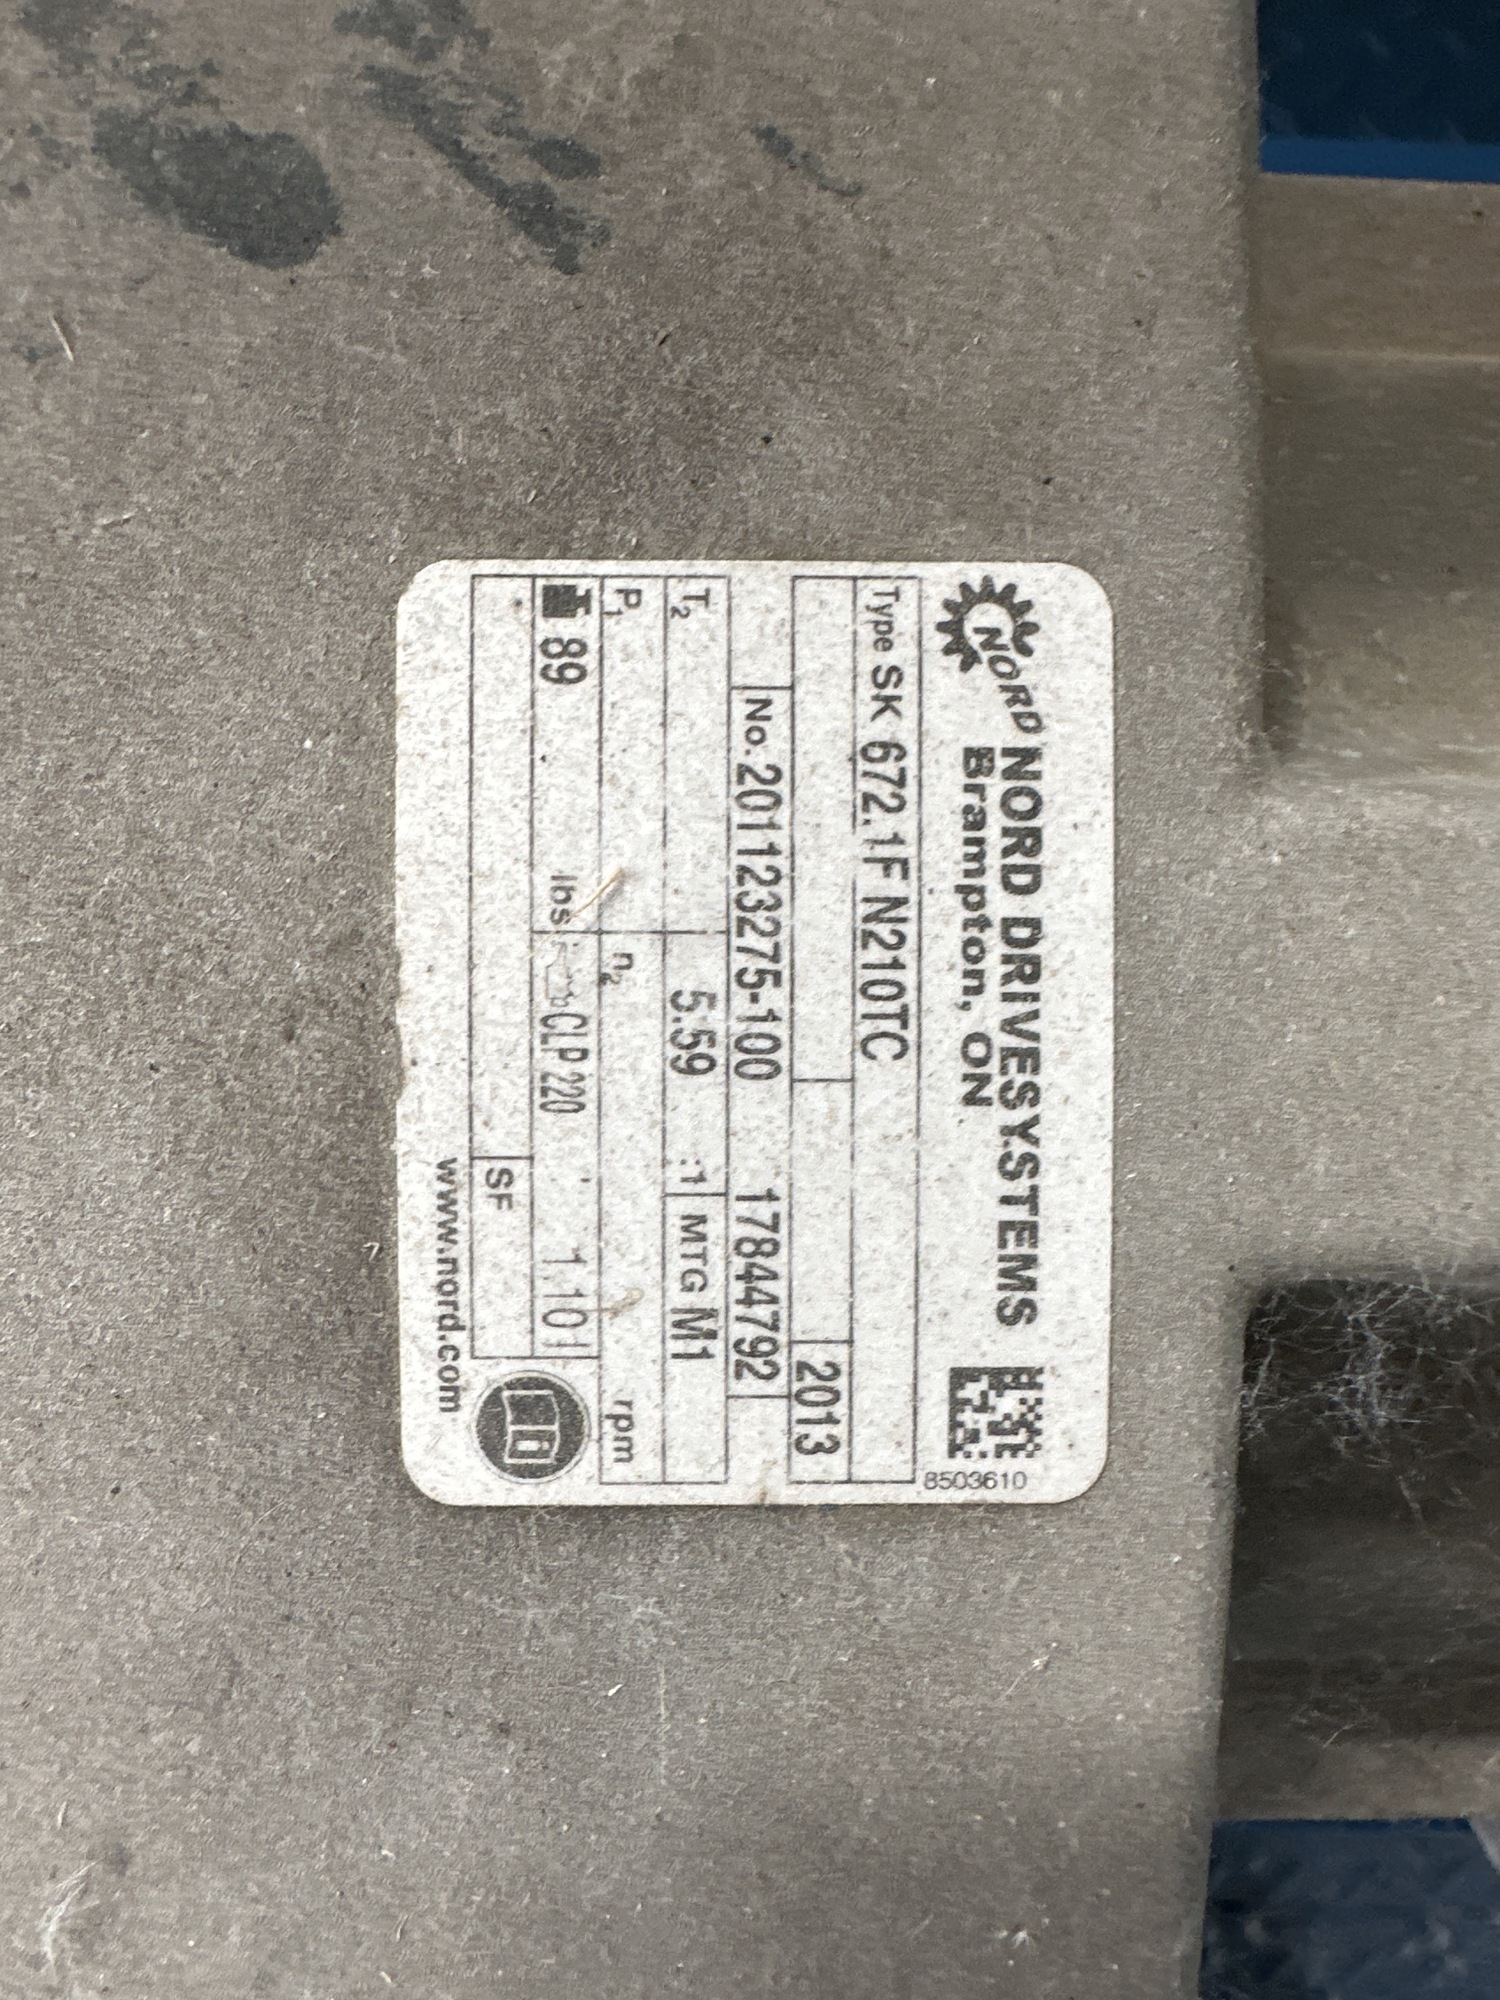 NORD
NORD DRIVESYSTEMS
Brampton, ON
8503610
Type SK 672.1F N210TC
2013
No. 201123275-100 17844792
T2 5.59 :1 MTG M1
P1 n2 rpm
89 lbs CLP 220 1.10 l
SF
www.nord.com